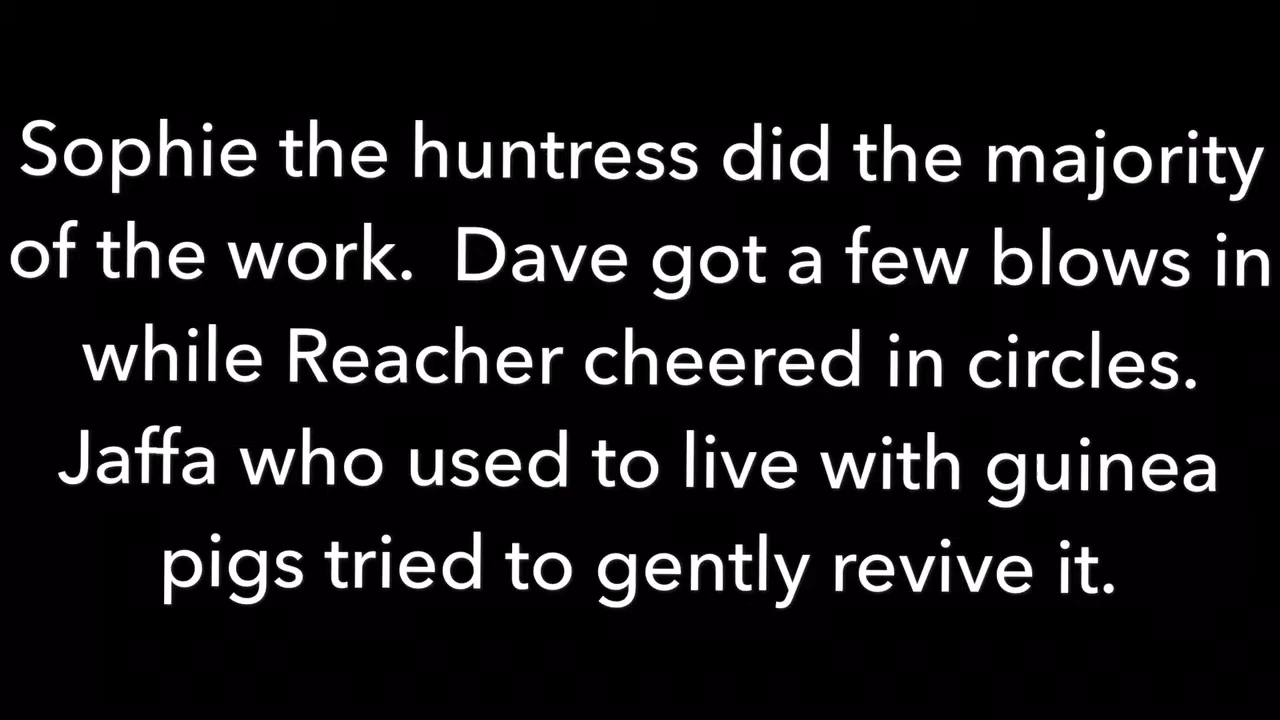 Sophie the huntress did the majority
of the work.  Dave got a few blows in
while Reacher cheered in circles.
Jaffa who used to live with guinea
pigs tried to gently revive it.